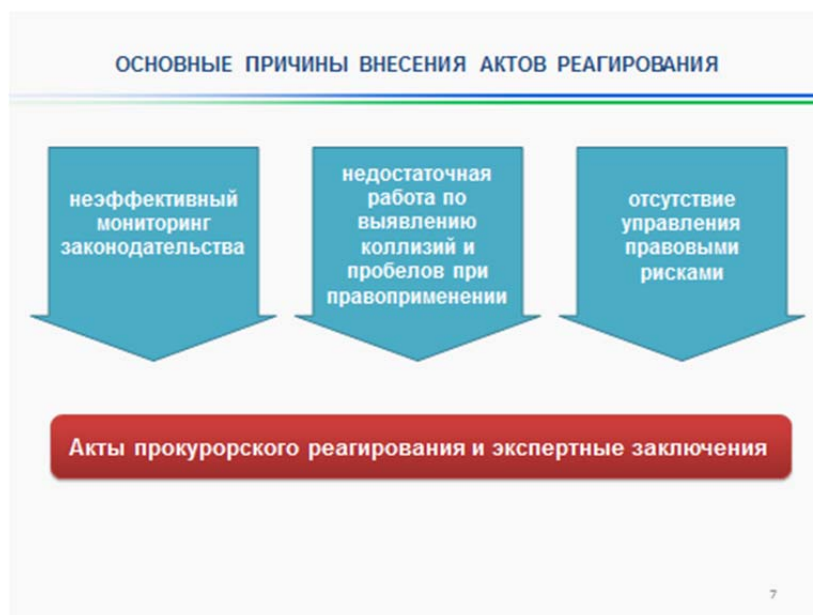 ОСНОВНЫЕ ПРИЧИНЫ ВНЕСЕНИЯ АКТОВ РЕАГИРОВАНИЯ
неэффективный
мониторинг
законодательства
недостаточная
работа по
выявлению
коллизий и
пробелов при
правоприменении
отсутствие
управления
правовыми
рисками
Акты прокурорского реагирования и экспертные заключения
7